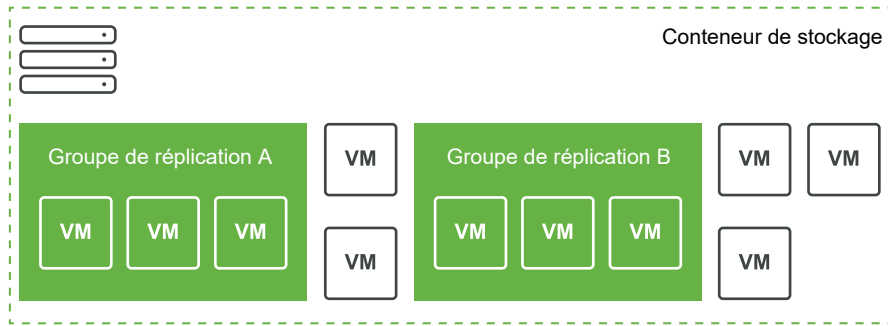 Conteneur de stockage
Groupe de réplication A
VM VM VM
VM
VM
Groupe de réplication B
VM VM VM
VM VM
VM